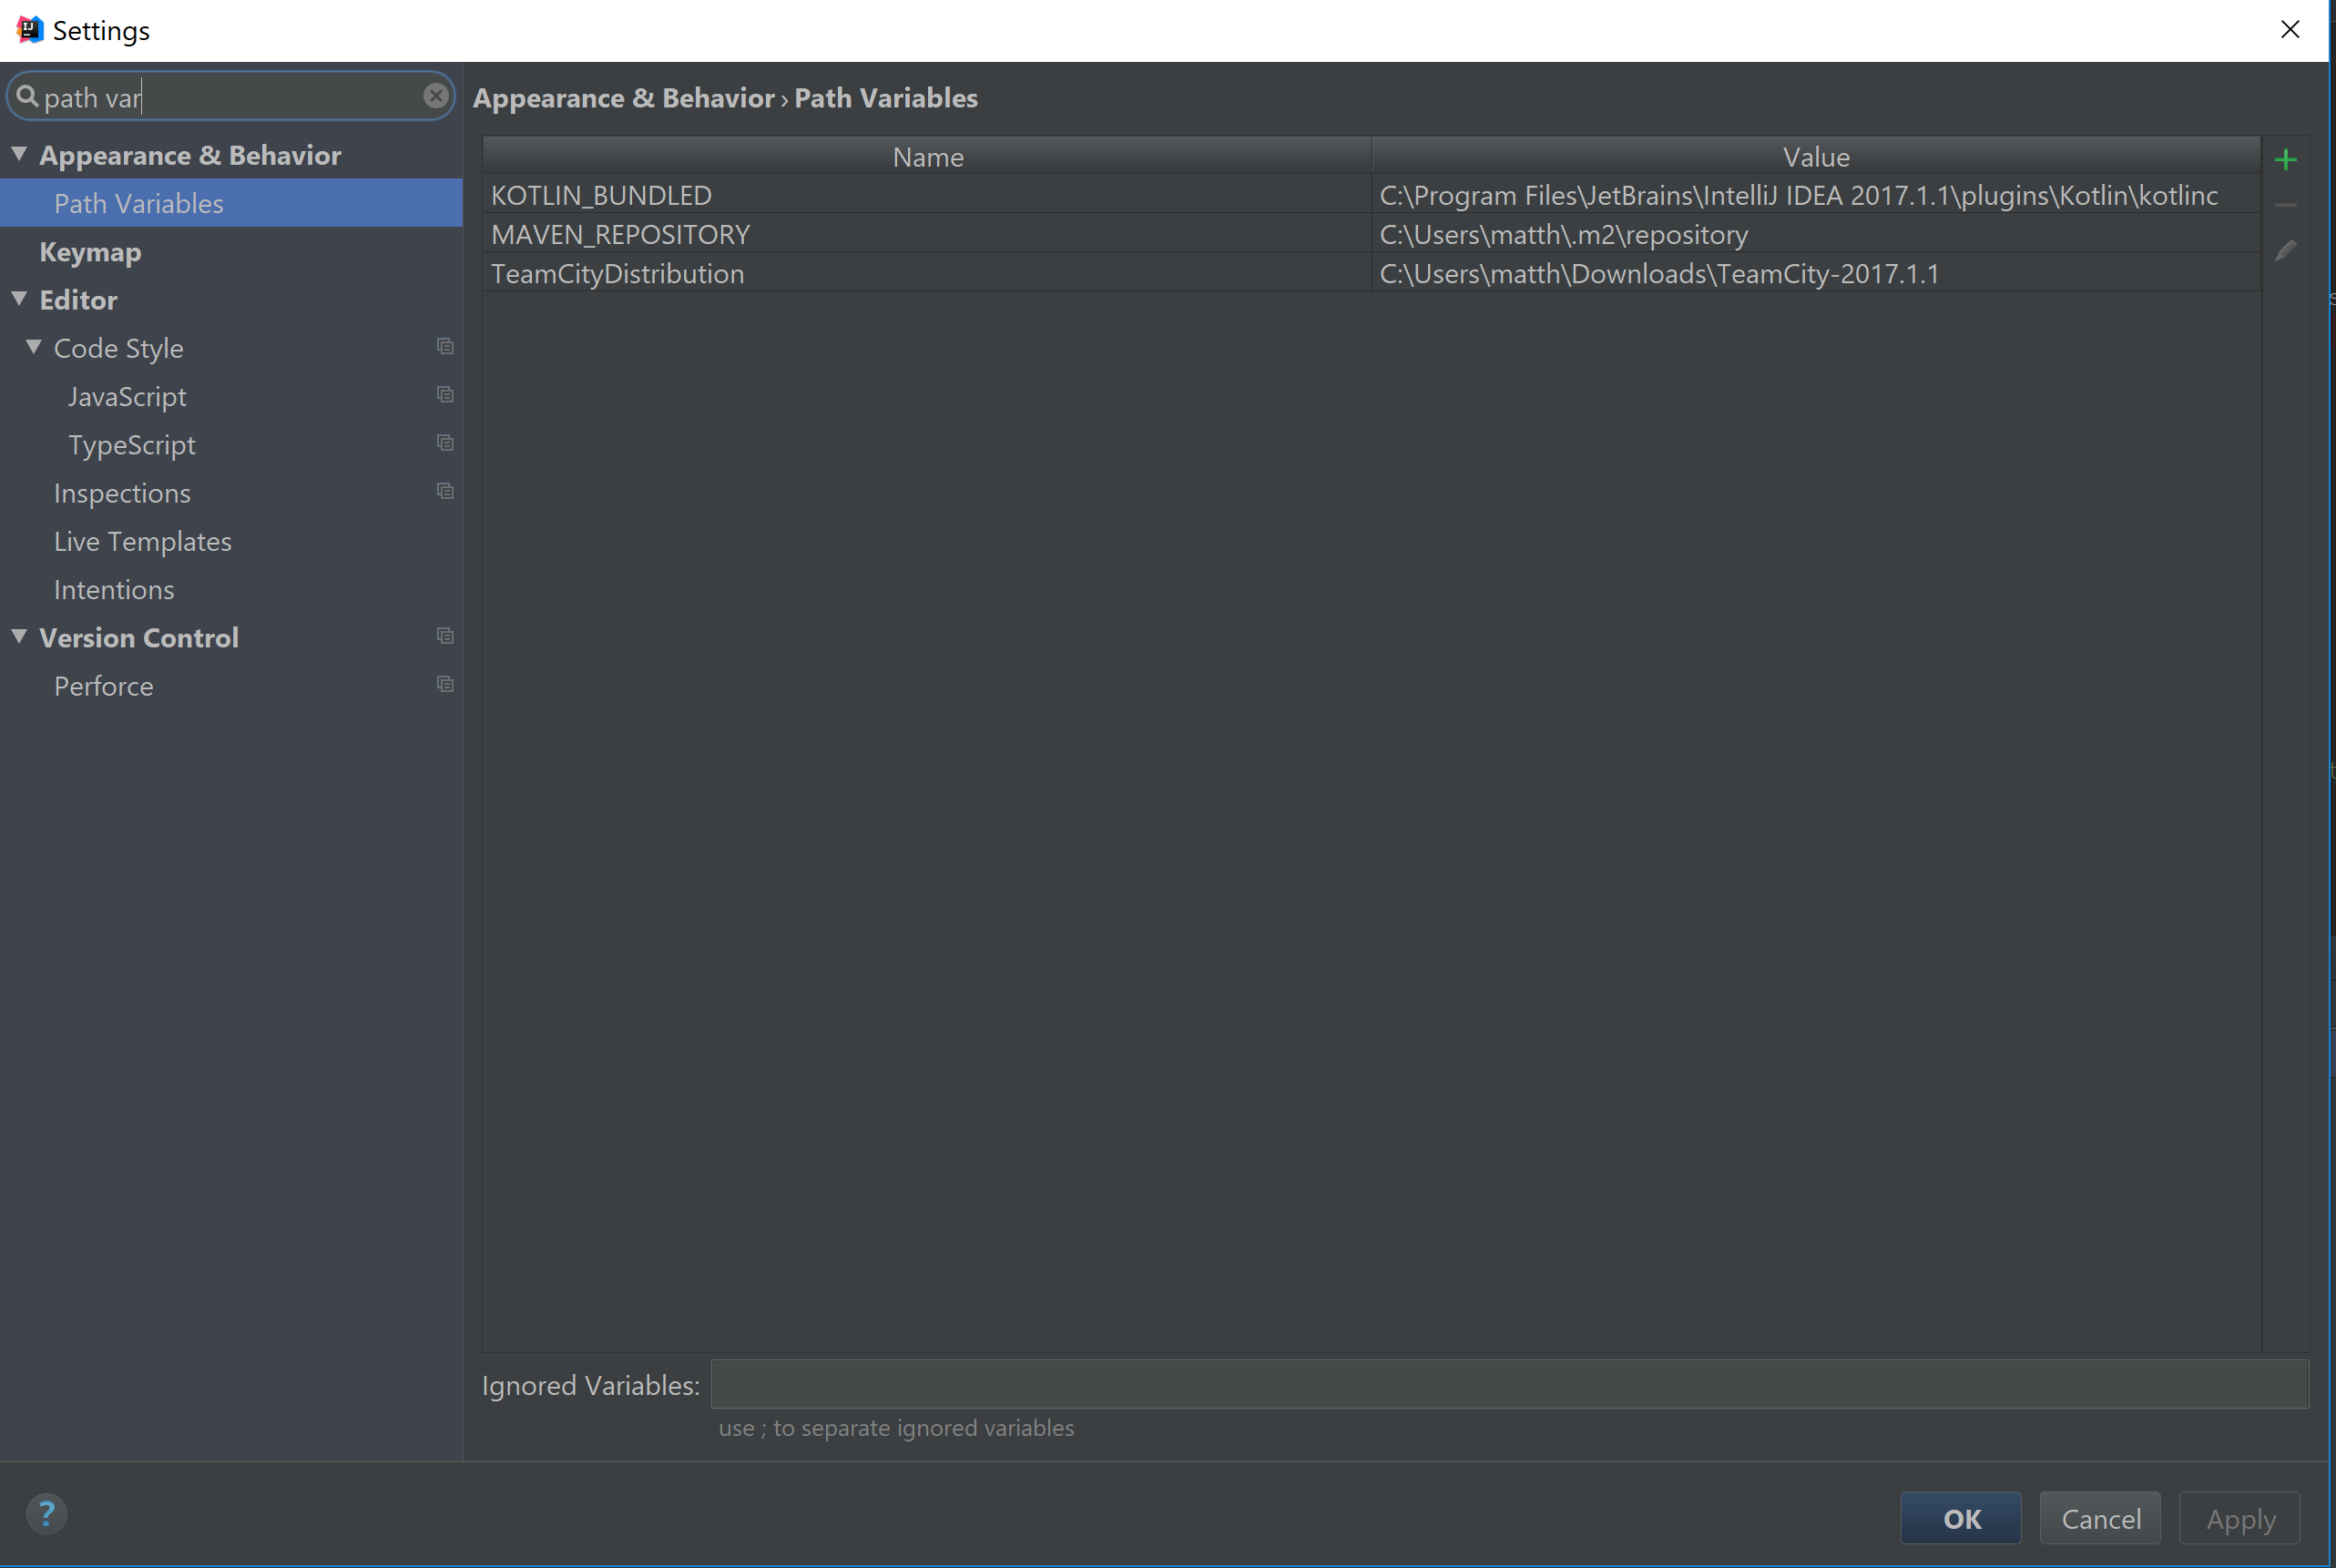 Settings
path var
Appearance & Behavior
Path Variables
Keymap
Editor
Code Style
JavaScript
TypeScript
Inspections
Live Templates
Intentions
Version Control
Perforce
Appearance & Behavior › Path Variables
Name Value
KOTLIN_BUNDLED C:\Program Files\JetBrains\IntelliJ IDEA 2017.1.1\plugins\Kotlin\kotlinc
MAVEN_REPOSITORY C:\Users\matth\.m2\repository
TeamCityDistribution C:\Users\matth\Downloads\TeamCity-2017.1.1
Ignored Variables:
use ; to separate ignored variables
? OK Cancel Apply